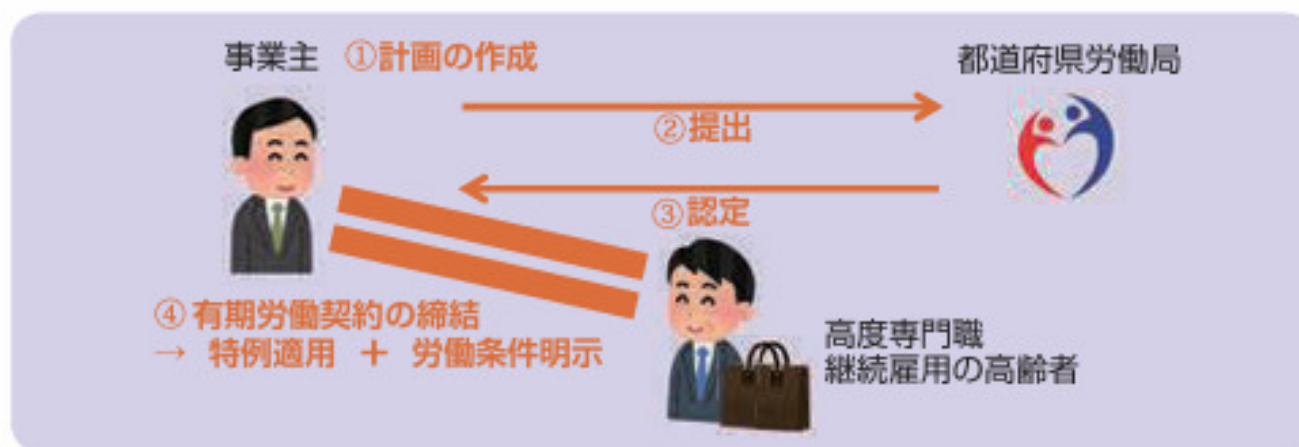 事業主 ①計画の作成
都道府県労働局
②提出
③認定
④ 有期労働契約の締結
→ 特例適用 ＋ 労働条件明示
高度専門職
継続雇用の高齢者